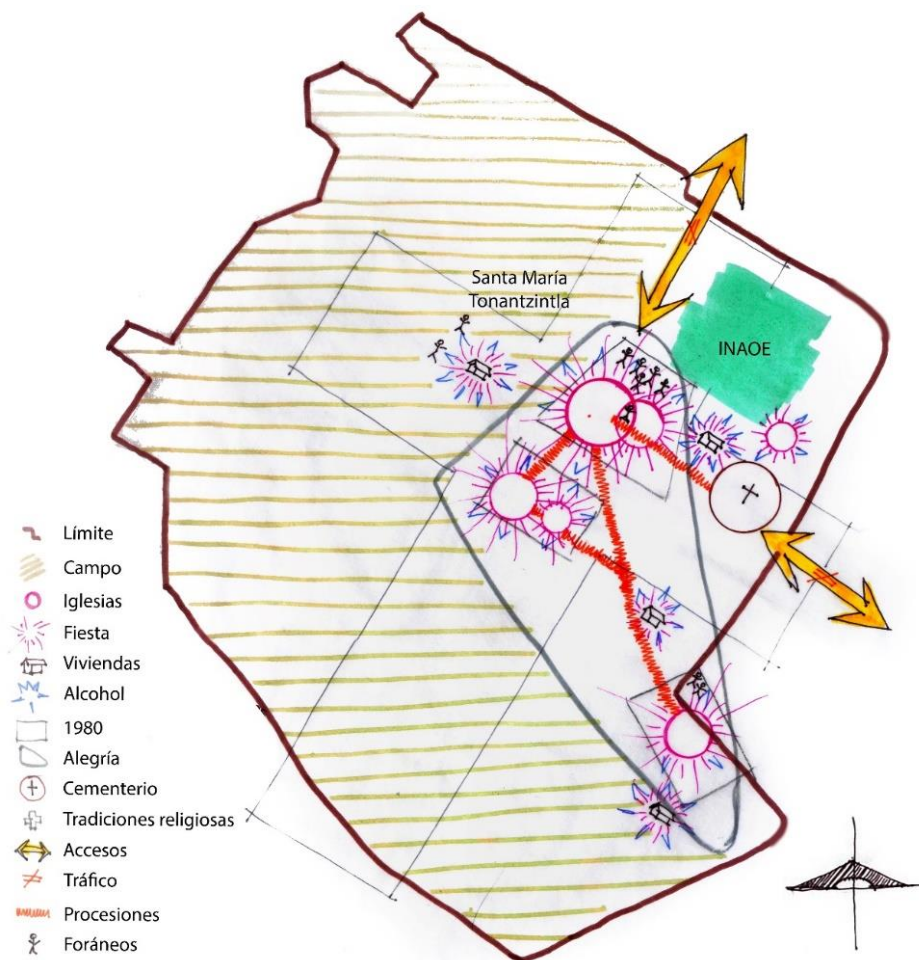 Santa María
Tonantzintla
INAOE
Límite
Campo
Iglesias
Fiesta
Viviendas
Alcohol
1980
Alegría
Cementerio
Tradiciones religiosas
Accesos
Tráfico
Procesiones
Foráneos